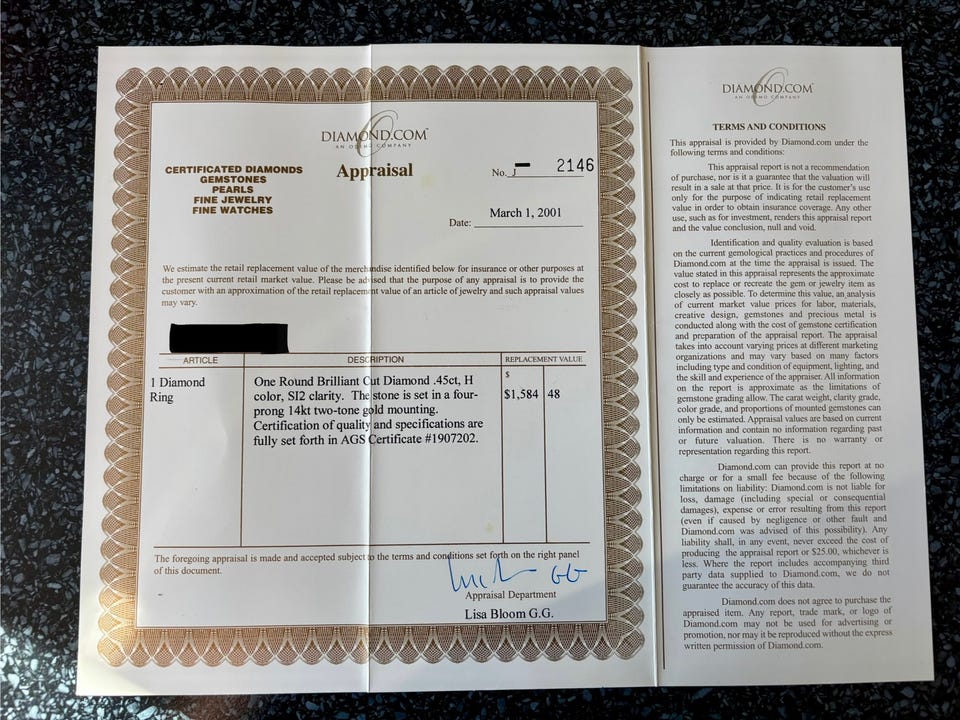 DIAMOND.COM
AN ODIMO COMPANY
Appraisal
CERTIFICATED DIAMONDS
GEMSTONES
PEARLS
FINE JEWELRY
FINE WATCHES
No. J 2146
Date: March 1, 2001
We estimate the retail replacement value of the merchandise identified below for insurance or other purposes at
the present current retail market value. Please be advised that the purpose of any appraisal is to provide the
customer with an approximation of the retail replacement value of an article of jewelry and such appraisal values
may vary.
ARTICLE DESCRIPTION REPLACEMENT VALUE
$
1 Diamond
Ring
One Round Brilliant Cut Diamond .45ct, H
color, SI2 clarity. The stone is set in a four-
prong 14kt two-tone gold mounting.
Certification of quality and specifications are
fully set forth in AGS Certificate #1907202.
$1,584 48
The foregoing appraisal is made and accepted subject to the terms and conditions set forth on the right panel
of this document.
GG
Appraisal Department
Lisa Bloom G.G.
DIAMOND.COM
AN ODIMO COMPANY
TERMS AND CONDITIONS
This appraisal is provided by Diamond.com under the
following terms and conditions:
This appraisal report is not a recommendation
of purchase, nor is it a guarantee that the valuation will
result in a sale at that price. It is for the customer's use
only for the purpose of indicating retail replacement
value in order to obtain insurance coverage. Any other
use, such as for investment, renders this appraisal report
and the value conclusion, null and void.
Identification and quality evaluation is based
on the current gemological practices and procedures of
Diamond.com at the time the appraisal is issued. The
value stated in this appraisal represents the approximate
cost to replace or recreate the gem or jewelry item as
closely as possible. To determine this value, an analysis
of current market value prices for labor, materials,
creative design, gemstones and precious metal is
conducted along with the cost of gemstone certification
and preparation of the appraisal report. The appraisal
takes into account varying prices at different marketing
organizations and may vary based on many factors
including type and condition of equipment, lighting, and
the skill and experience of the appraiser. All information
on the report is approximate as the limitations of
gemstone grading allow. The carat weight, clarity grade,
color grade, and proportions of mounted gemstones can
only be estimated. Appraisal values are based on current
information and contain no information regarding past
or future valuation. There is no warranty or
representation regarding this report.
Diamond.com can provide this report at no
charge or for a small fee because of the following
limitations on liability: Diamond.com is not liable for
loss, damage (including special or consequential
damages), expense or error resulting from this report
(even if caused by negligence or other fault and
Diamond.com was advised of this possibility). Any
liability shall, in any event, never exceed the cost of
producing the appraisal report or $25.00, whichever is
less. Where the report includes accompanying third
party data supplied to Diamond.com, we do not
guarantee the accuracy of this data.
Diamond.com does not agree to purchase the
appraised item. Any report, trade mark, or logo of
Diamond.com may not be used for advertising or
promotion, nor may it be reproduced without the express
written permission of Diamond.com.